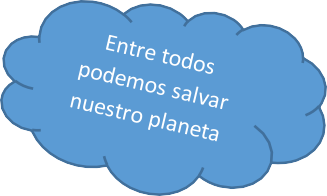 Entre todos
podemos salvar
nuestro planeta